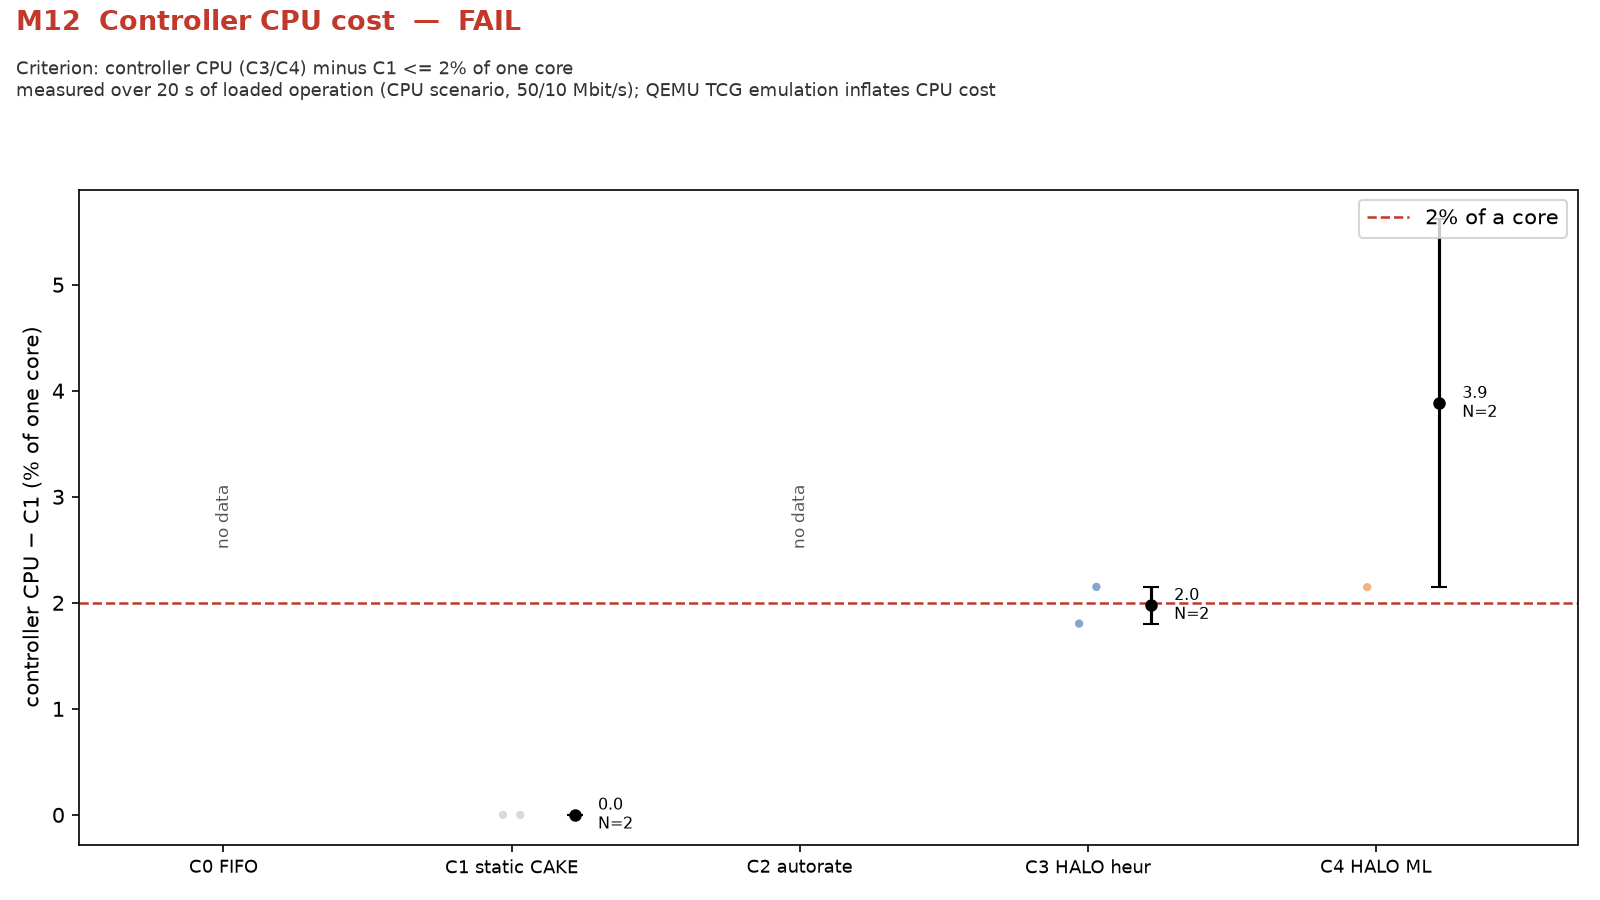 M12  Controller CPU cost  —  FAIL
Criterion: controller CPU (C3/C4) minus C1 <= 2% of one core
measured over 20 s of loaded operation (CPU scenario, 50/10 Mbit/s); QEMU TCG emulation inflates CPU cost
2% of a core
controller CPU − C1 (% of one core)
5
4
3
2
1
0
no data
0.0
N=2
no data
2.0
N=2
3.9
N=2
C0 FIFO
C1 static CAKE
C2 autorate
C3 HALO heur
C4 HALO ML